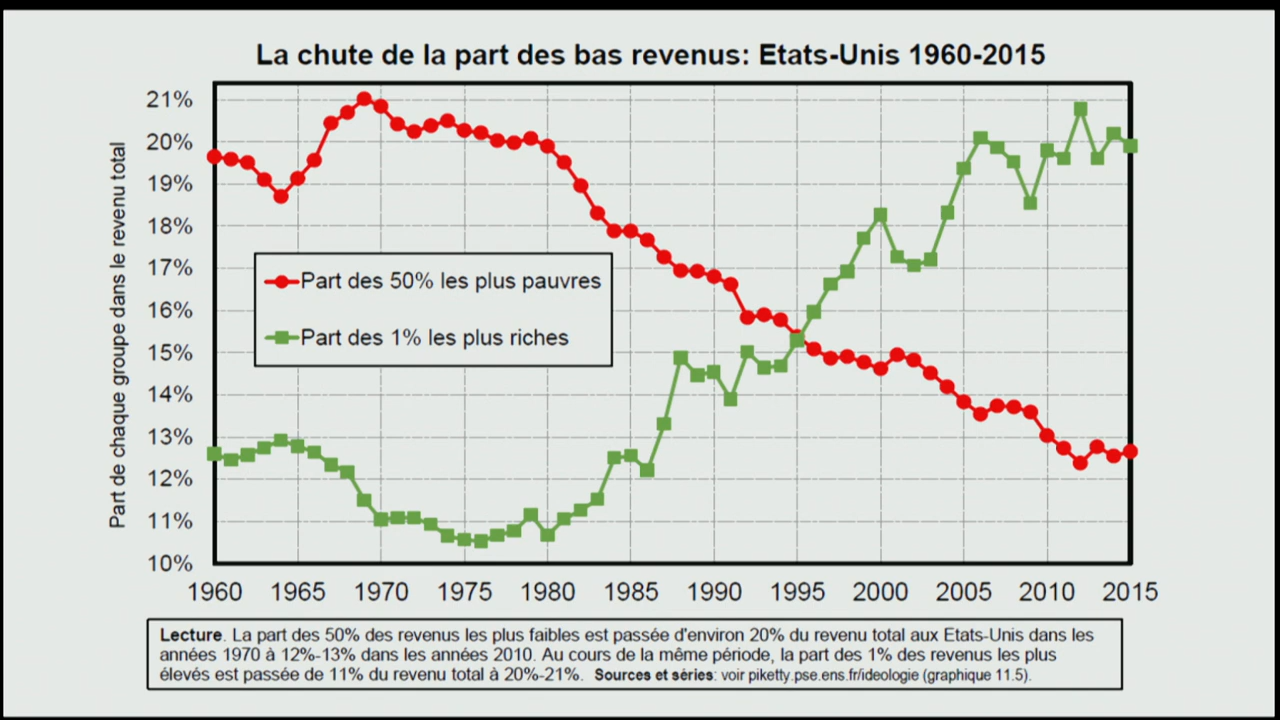 La chute de la part des bas revenus: Etats-Unis 1960-2015
Part de chaque groupe dans le revenu total
21%
20%
19%
18%
17%
16%
15%
14%
13%
12%
11%
10%
Part des 50% les plus pauvres
Part des 1% les plus riches
1960 1965 1970 1975 1980 1985 1990 1995 2000 2005 2010 2015
Lecture. La part des 50% des revenus les plus faibles est passée d'environ 20% du revenu total aux Etats-Unis dans les
années 1970 à 12%-13% dans les années 2010. Au cours de la même période, la part des 1% des revenus les plus
élevés est passée de 11% du revenu total à 20%-21%. Sources et séries: voir piketty.pse.ens.fr/ideologie (graphique 11.5).